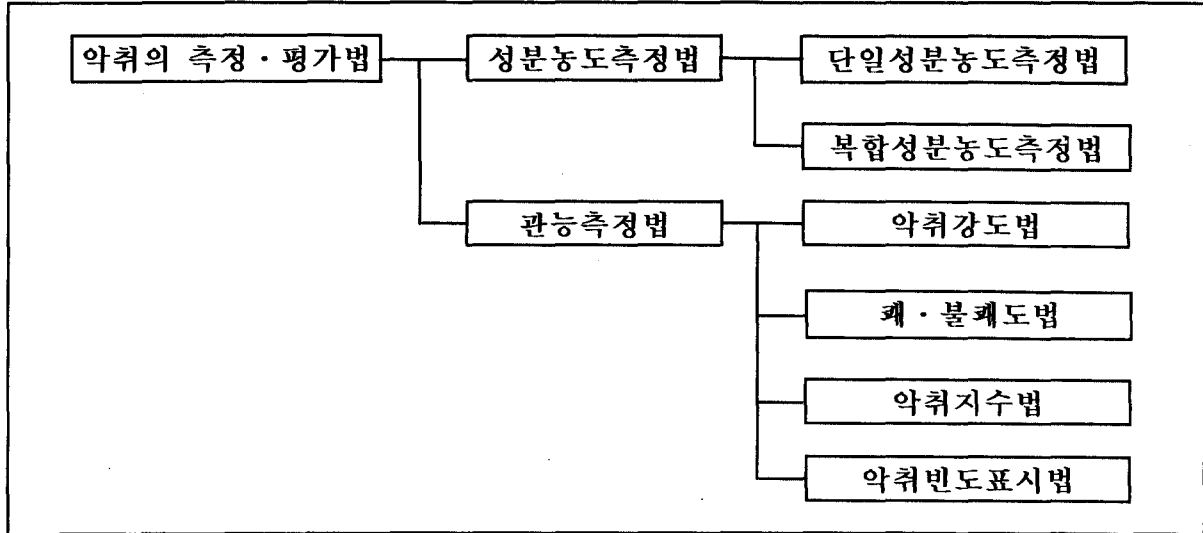 악취의 측정·평가법
성분농도측정법
단일성분농도측정법
복합성분농도측정법
관능측정법
악취강도법
쾌·불쾌도법
악취지수법
악취빈도표시법